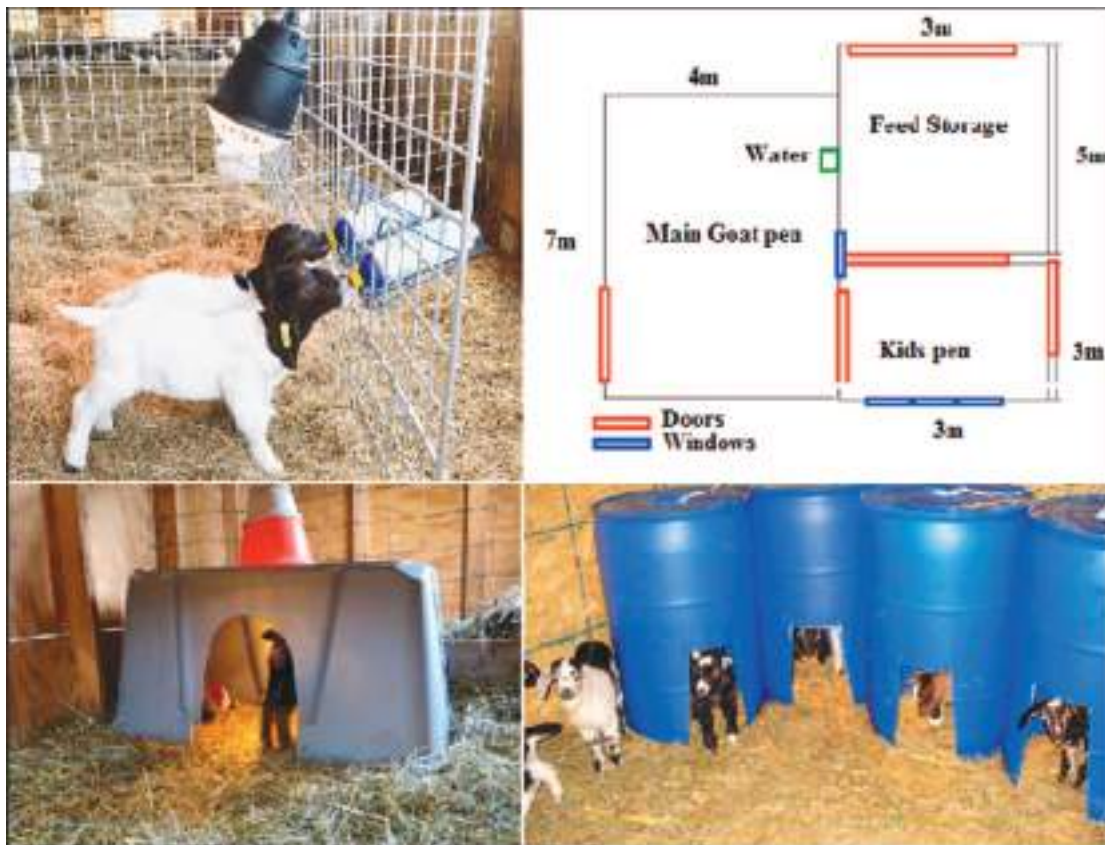 3m
4m
Feed Storage
Water
5m
Main Goat pen
7m
Kids pen
3m
Doors
Windows
3m